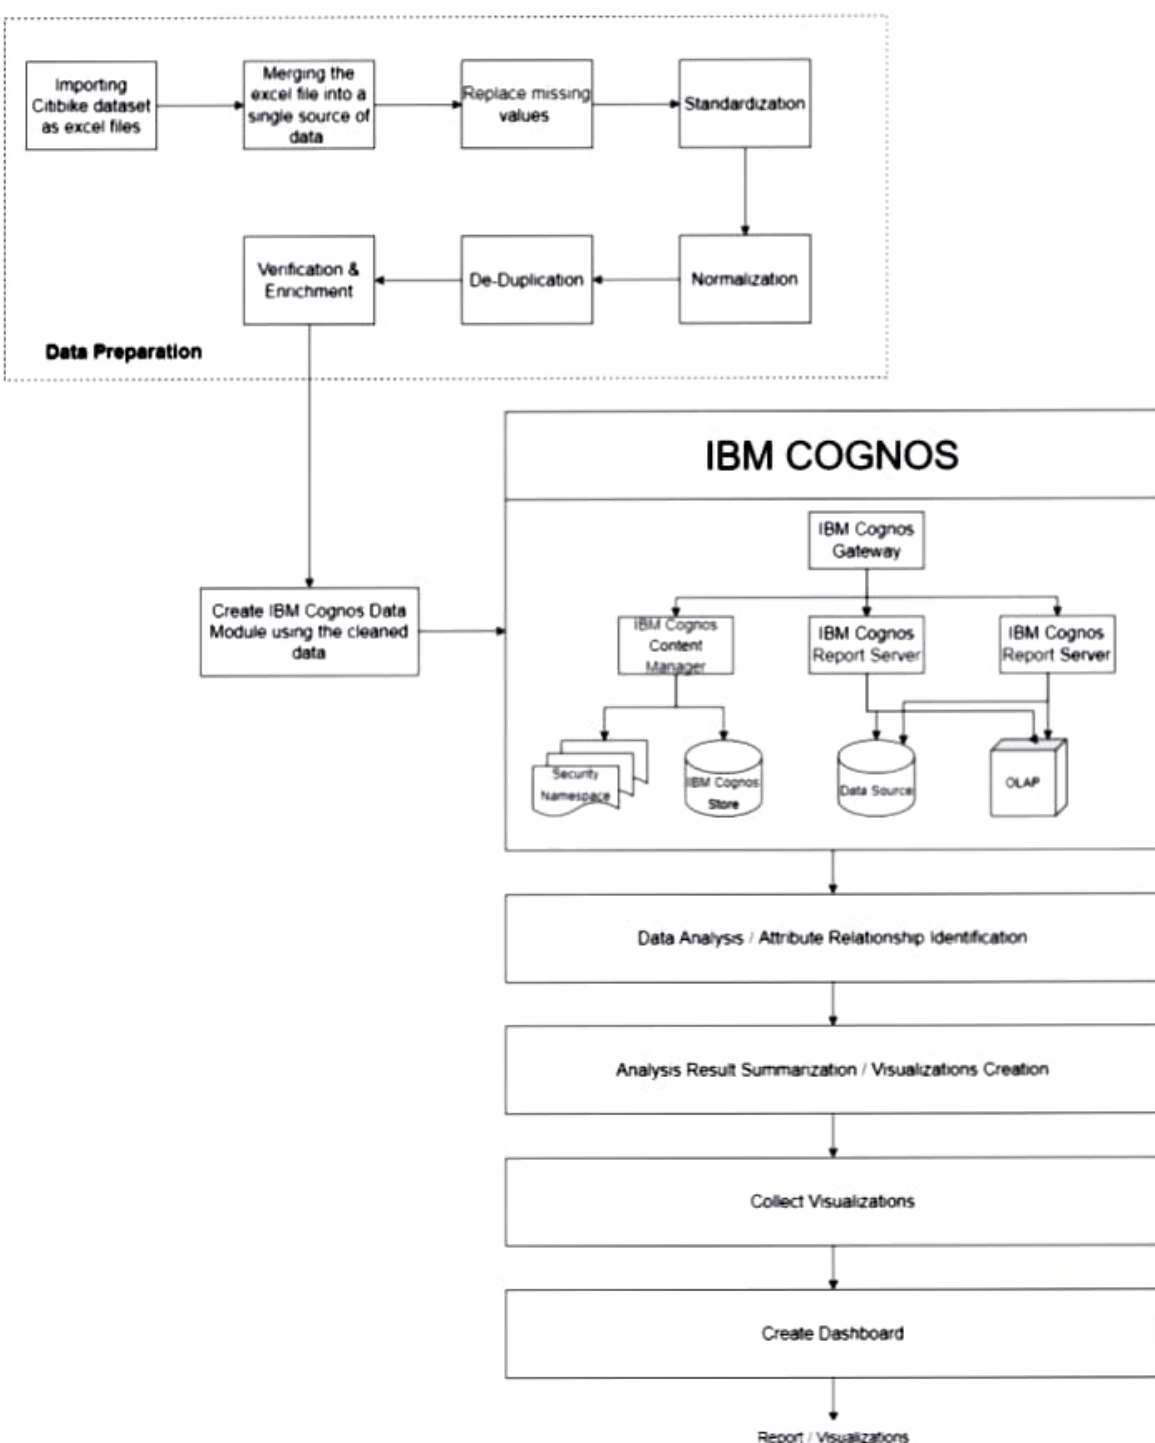 Importing
Citibike dataset
as excel files
Merging the
excel file into a
single source of
data
Replace missing
values
Standardization
Verification &
Enrichment
De-Duplication
Normalization
Data Preparation
IBM COGNOS
IBM Cognos
Gateway
Create IBM Cognos Data
Module using the cleaned
data
IBM Cognos
Content
Manager
IBM Cognos
Report Server
IBM Cognos
Report Server
Security
Namespace
IBM Cognos
Store
Data Source
OLAP
Data Analysis / Attribute Relationship Identification
Analysis Result Summarization / Visualizations Creation
Collect Visualizations
Create Dashboard
Report / Visualizations